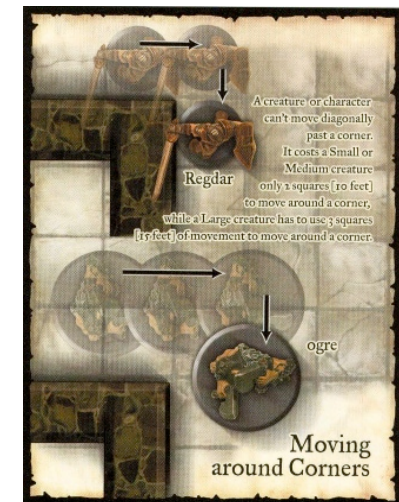 A creature or character
can't move diagonally
past a corner.
It costs a Small or
Medium creature
only 2 squares [10 feet]
to move around a corner,
while a Large creature has to use 3 squares
[15 feet] of movement to move around a corner.
Regdar
ogre
Moving
around Corners